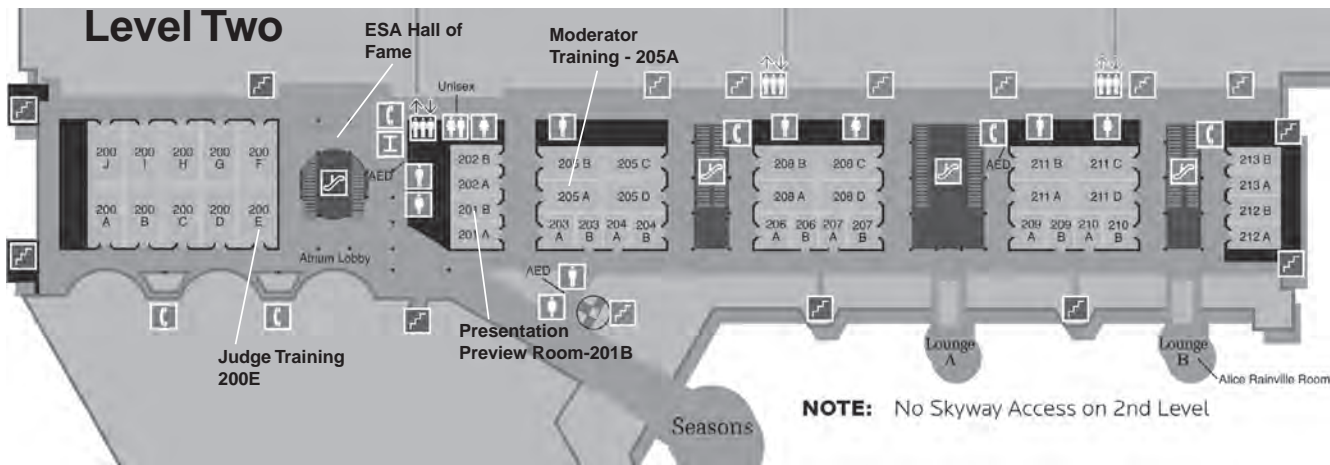 Level Two
ESA Hall of
Fame
Moderator
Training - 205A
Unisex
AED
200 J
200 I
200 H
200 G
200 F
200 A
200 B
200 C
200 D
200 E
Atrium Lobby
202 B
202 A
201 B
201 A
205 B
205 C
205 A
205 D
203 A
203 B
204 A
204 B
AED
208 B
208 C
208 A
208 D
206 A
206 B
207 A
207 B
AED
211 B
211 C
211 A
211 D
209 A
209 B
210 A
210 B
213 B
213 A
212 B
212 A
Judge Training
200E
Presentation
Preview Room-201B
Lounge
A
Lounge
B
Alice Rainville Room
Seasons
NOTE: No Skyway Access on 2nd Level